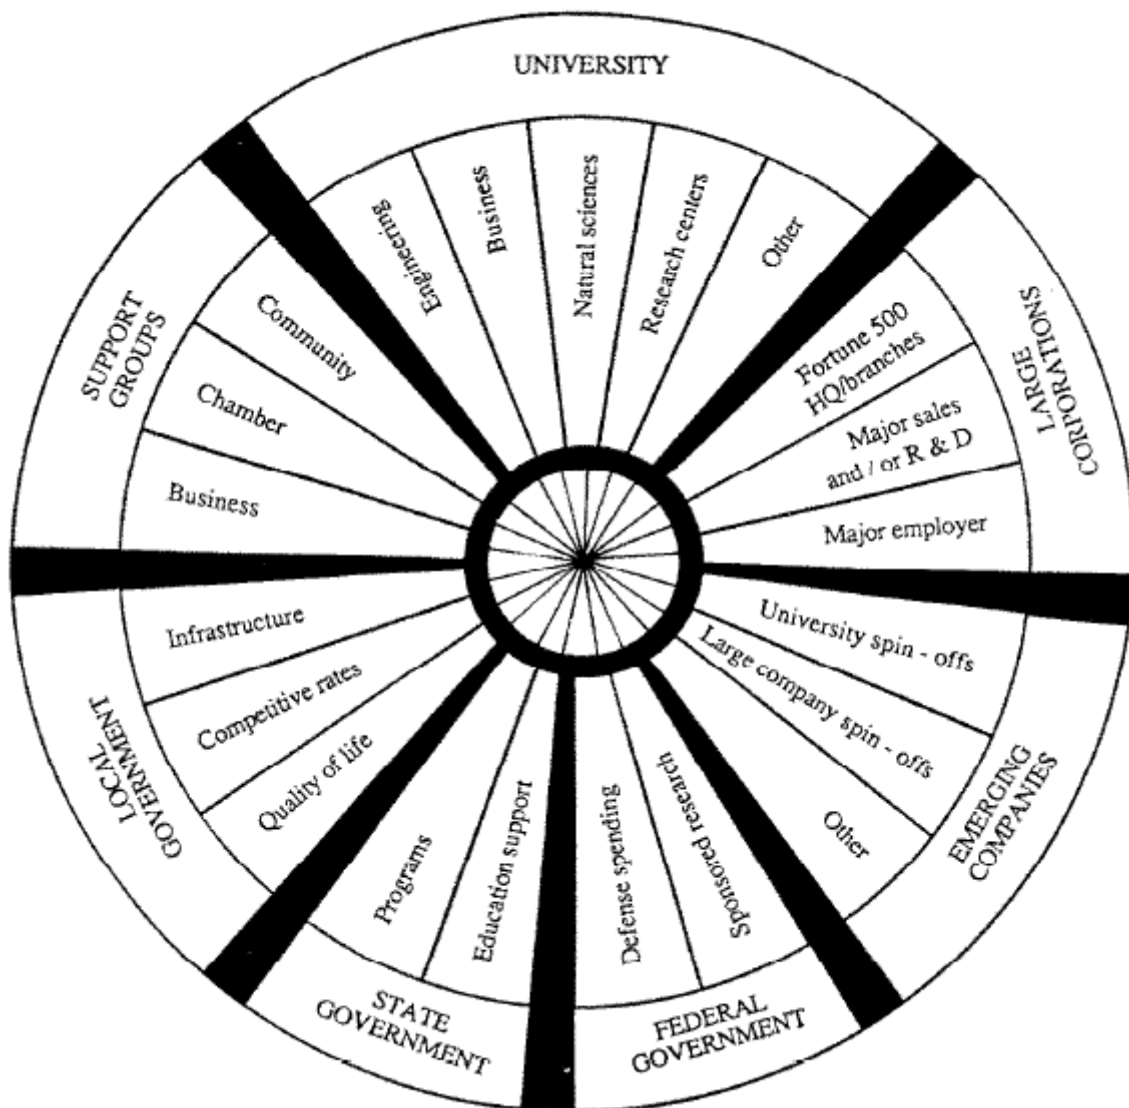 UNIVERSITY
Engineering
Business
Natural sciences
Research centers
Other
LARGE
CORPORATIONS
Fortune 500
HQ/branches
Major sales
and / or R & D
Major employer
EMERGING
COMPANIES
University spin - offs
Large company spin - offs
Other
FEDERAL
GOVERNMENT
Sponsored research
Defense spending
STATE
GOVERNMENT
Education support
Programs
LOCAL
GOVERNMENT
Quality of life
Competitive rates
Infrastructure
SUPPORT
GROUPS
Business
Chamber
Community